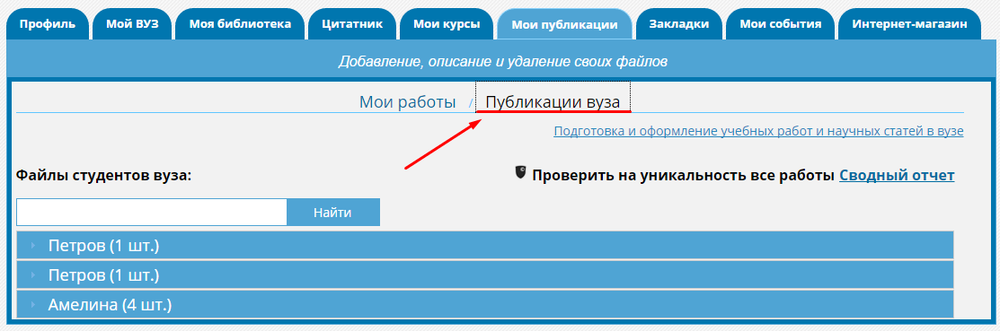 Профиль Мой ВУЗ Моя библиотека Цитатник Мои курсы Мои публикации Закладки Мои события Интернет-магазин
Добавление, описание и удаление своих файлов
Мои работы / Публикации вуза
Подготовка и оформление учебных работ и научных статей в вузе
Файлы студентов вуза: Проверить на уникальность все работы Сводный отчет
Найти
Петров (1 шт.)
Петров (1 шт.)
Амелина (4 шт.)